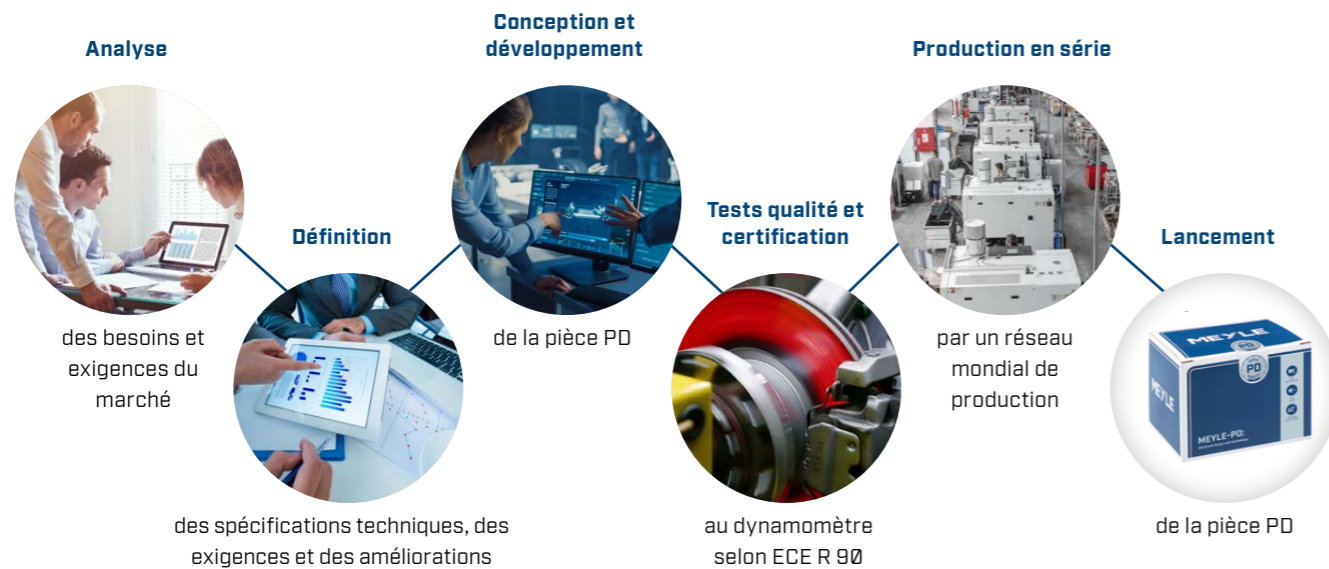 Analyse
des besoins et
exigences du
marché
Définition
des spécifications techniques, des
exigences et des améliorations
Conception et
développement
de la pièce PD
Tests qualité et
certification
au dynamomètre
selon ECE R 90
Production en série
par un réseau
mondial de
production
Lancement
MEYLE
PD
MEYLE
MEYLE-PD:
de la pièce PD